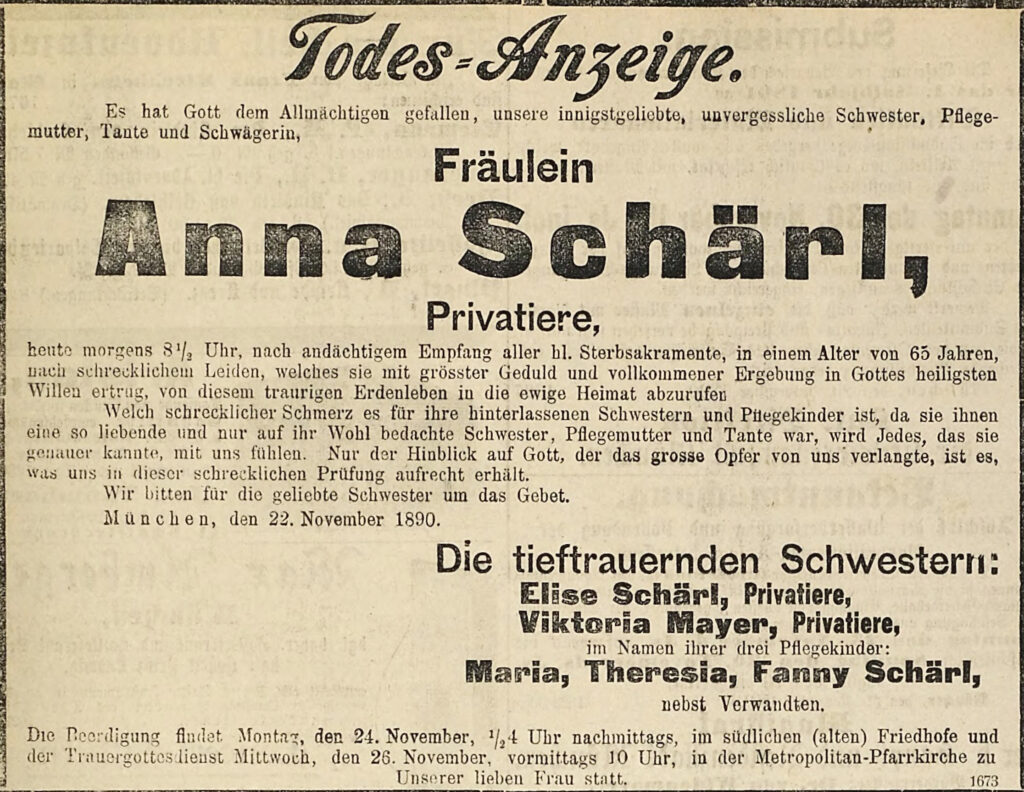 Todes-Anzeige.
Es hat Gott dem Allmächtigen gefallen, unsere innigstgeliebte, unvergessliche Schwester, Pflege-
mutter, Tante und Schwägerin,
Fräulein
Anna Schärl,
Privatiere,
heute morgens 8½ Uhr, nach andächtigem Empfang aller hl. Sterbsakramente, in einem Alter von 65 Jahren,
nach schrecklichem Leiden, welches sie mit grösster Geduld und vollkommener Ergebung in Gottes heiligsten
Willen ertrug, von diesem traurigen Erdenleben in die ewige Heimat abzurufen
Welch schrecklicher Schmerz es für ihre hinterlassenen Schwestern und Pflegekinder ist, da sie ihnen
eine so liebende und nur auf ihr Wohl bedachte Schwester, Pflegemutter und Tante war, wird Jedes, das sie
genauer kannte, mit uns fühlen. Nur der Hinblick auf Gott, der das grosse Opfer von uns verlangte, ist es,
was uns in dieser schrecklichen Prüfung aufrecht erhält.
Wir bitten für die geliebte Schwester um das Gebet.
München, den 22. November 1890.
Die tieftrauernden Schwestern:
Elise Schärl, Privatiere,
Viktoria Mayer, Privatiere,
im Namen ihrer drei Pflegekinder:
Maria, Theresia, Fanny Schärl,
nebst Verwandten.
Die Beerdigung findet Montag, den 24. November, ½4 Uhr nachmittags, im südlichen (alten) Friedhofe und
der Trauergottesdienst Mittwoch, den 26. November, vormittags 10 Uhr, in der Metropolitan-Pfarrkirche zu
Unserer lieben Frau statt. 1673